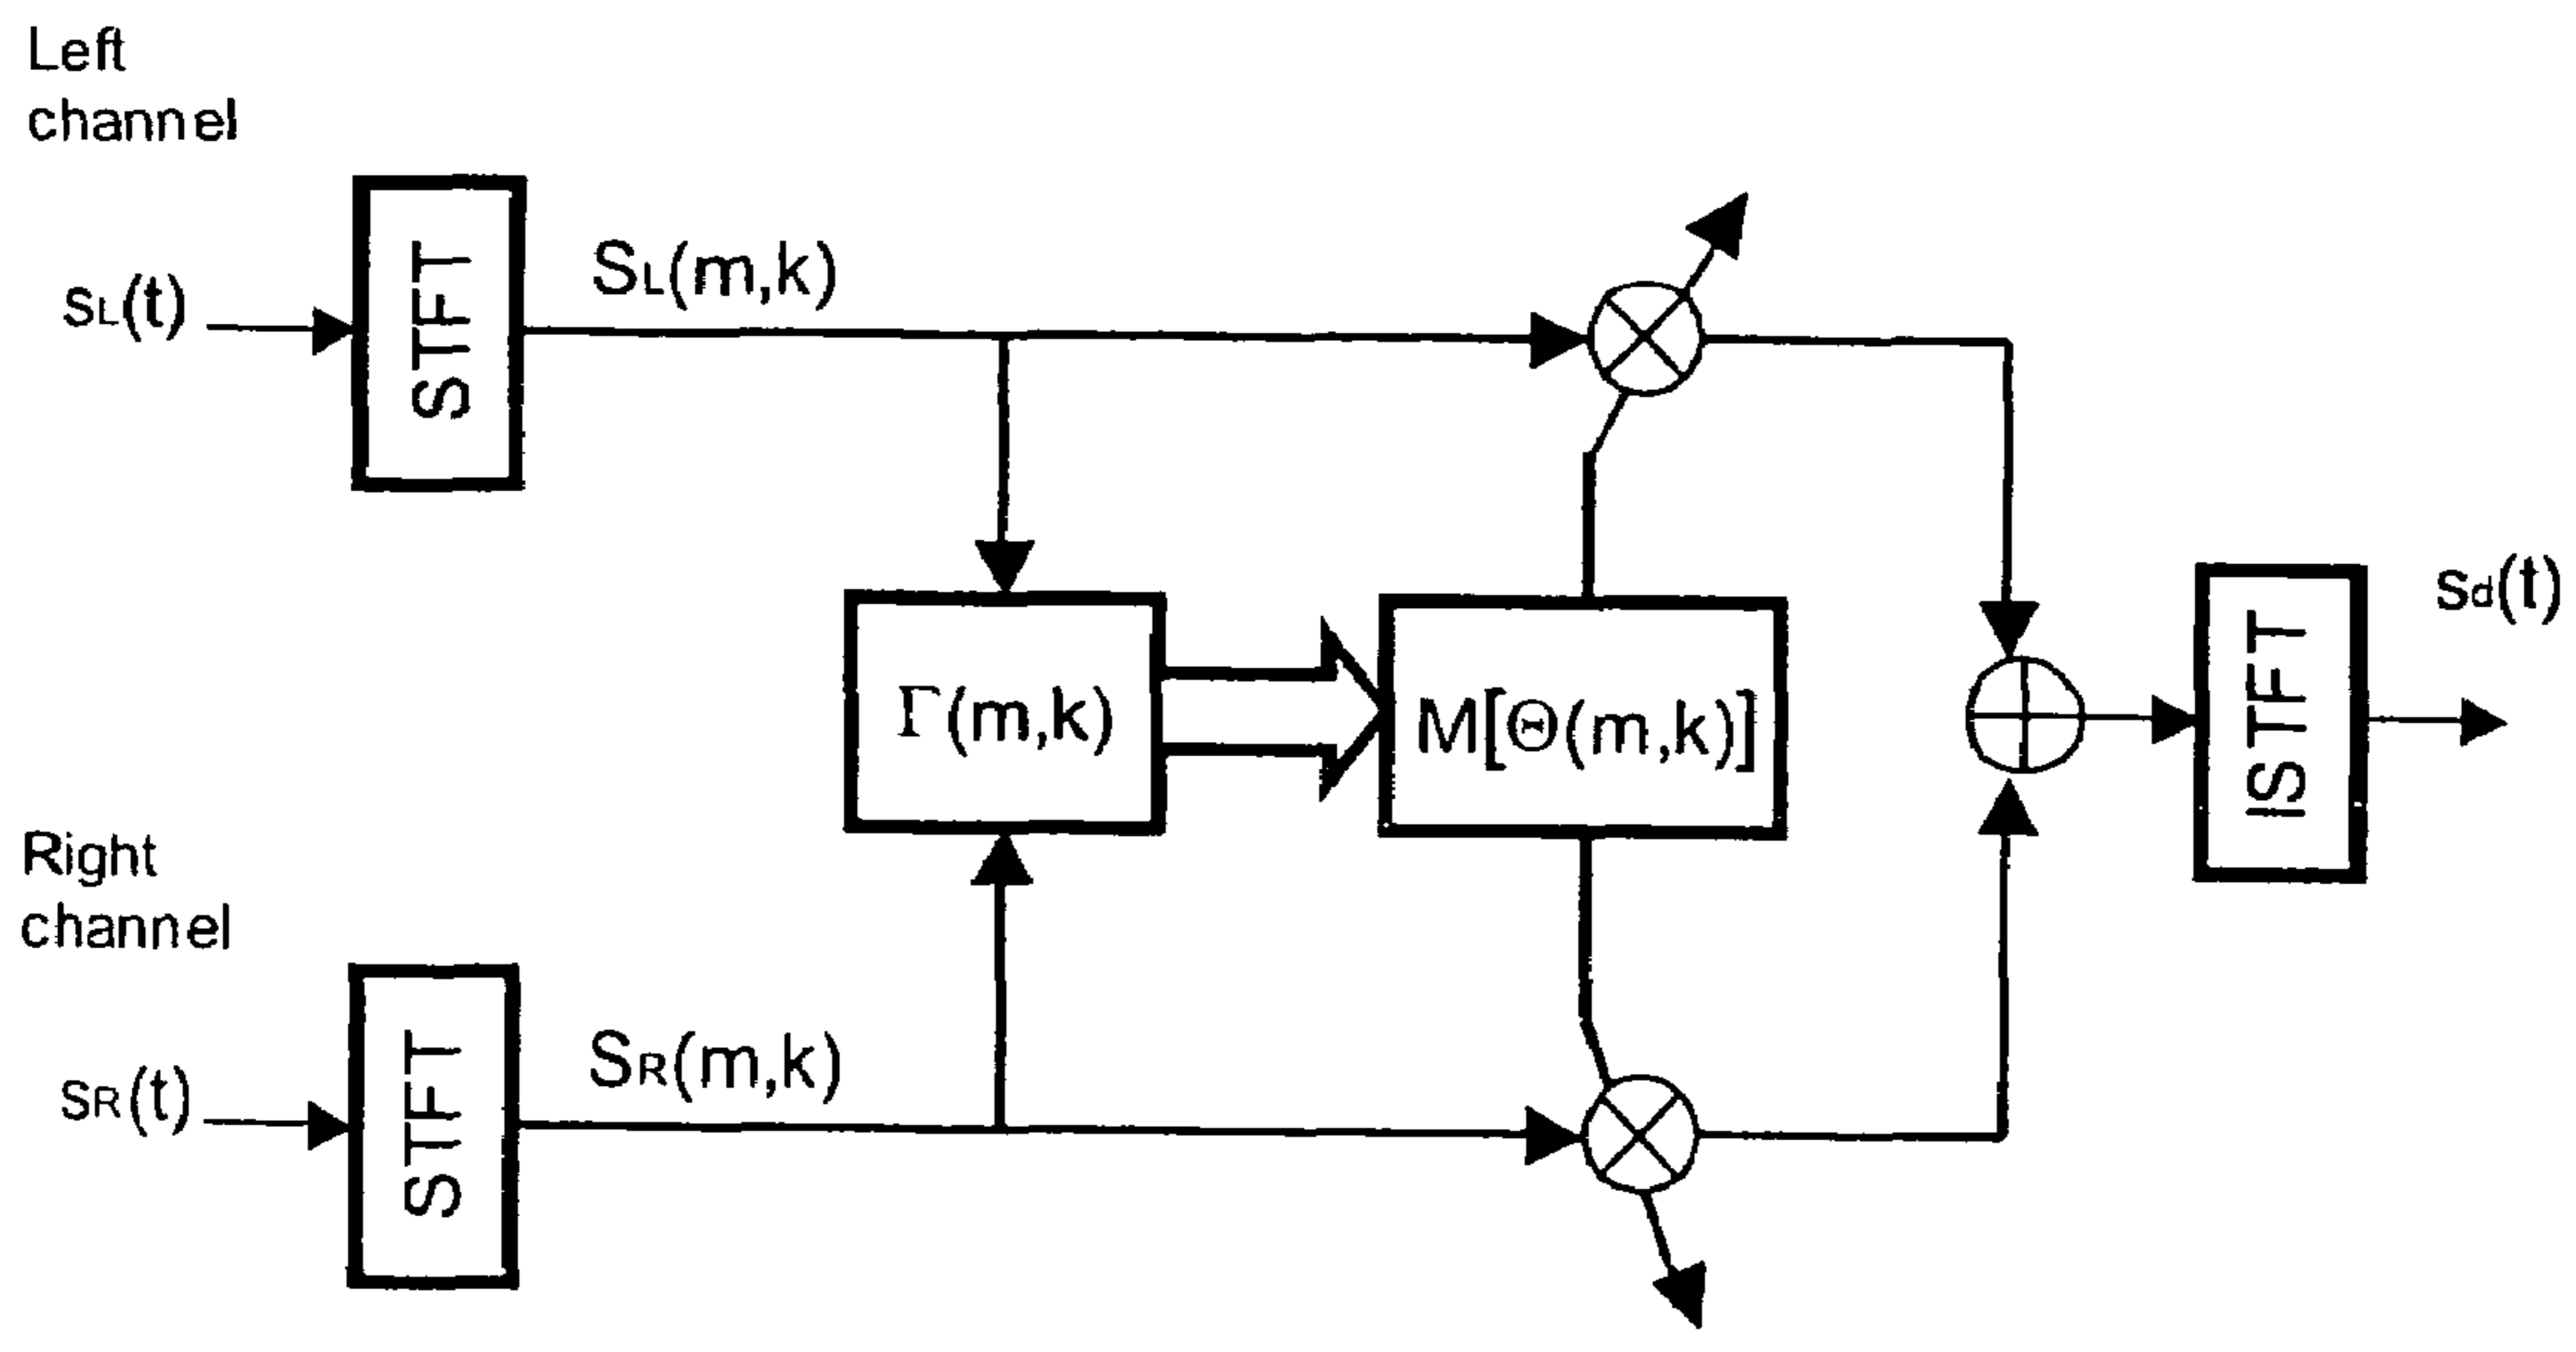 Left
channel
sL(t)
STFT
SL(m,k)
Γ(m,k)
M[Θ(m,k)]
ISTFT
sd(t)
Right
channel
sR(t)
STFT
SR(m,k)